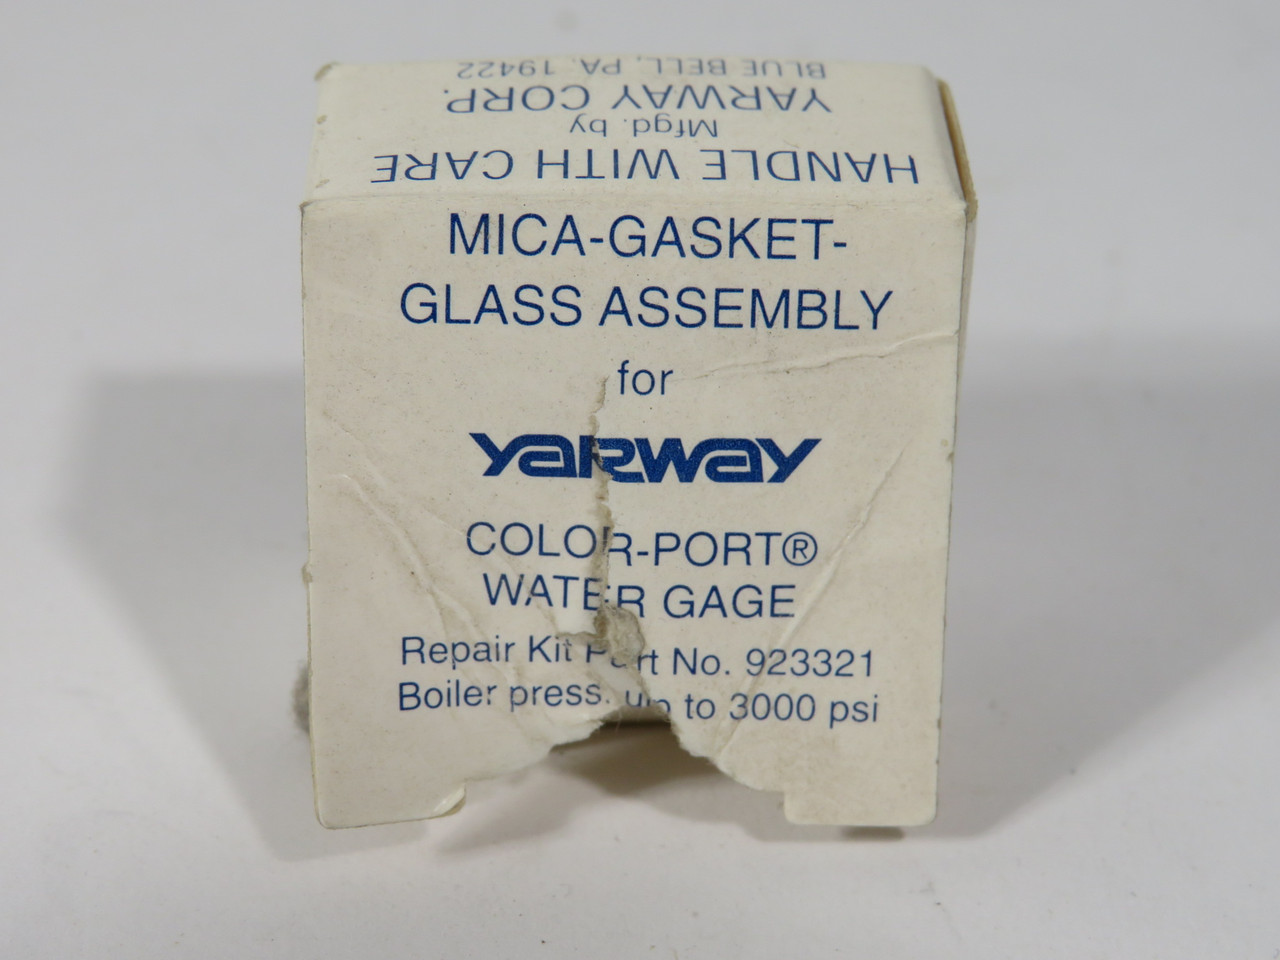 BLUE BELL, PA. 19422
YARWAY CORP.
Mfgd. by
HANDLE WITH CARE
MICA-GASKET-
GLASS ASSEMBLY
for
YARWAY
COLOR-PORT®
WATER GAGE
Repair Kit Part No. 923321
Boiler press. up to 3000 psi